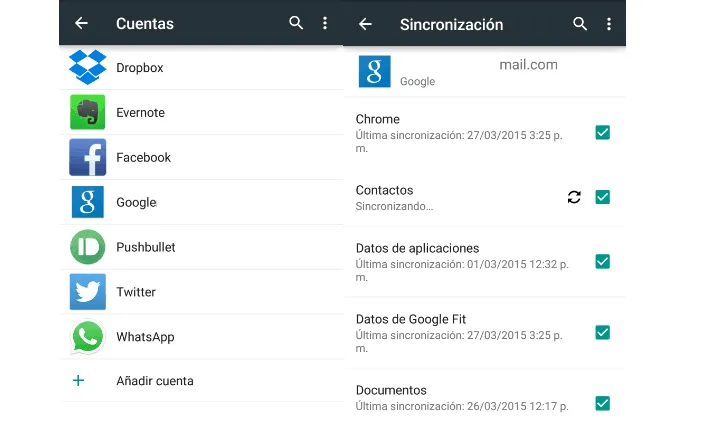 Cuentas
Dropbox
Evernote
Facebook
Google
Pushbullet
Twitter
WhatsApp
Añadir cuenta
Sincronización
mail.com
Google
Chrome
Última sincronización: 27/03/2015 3:25 p.
m.
Contactos
Sincronizando...
Datos de aplicaciones
Última sincronización: 01/03/2015 12:32 p.
m.
Datos de Google Fit
Última sincronización: 27/03/2015 3:25 p.
m.
Documentos
Última sincronización: 26/03/2015 12:17 p.